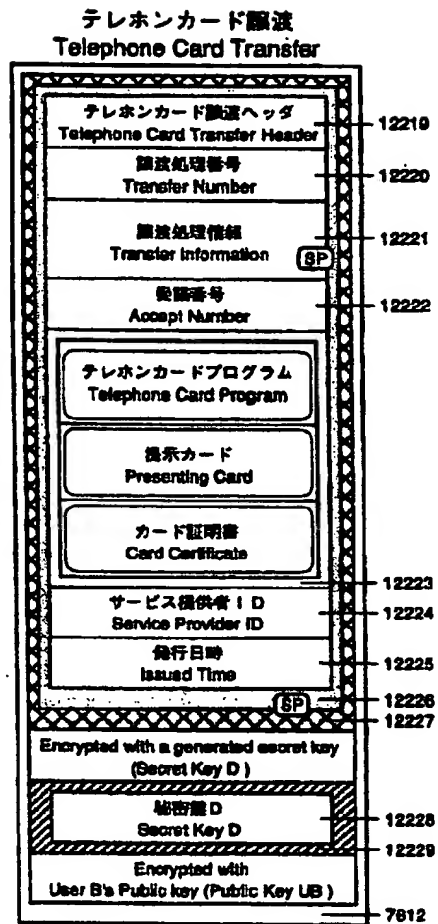 テレホンカード譲渡
Telephone Card Transfer
テレホンカード譲渡ヘッダ
Telephone Card Transfer Header
12219
譲渡処理番号
Transfer Number
12220
譲渡処理情報
Transfer Information
SP
12221
受諾番号
Accept Number
12222
テレホンカードプログラム
Telephone Card Program
提示カード
Presenting Card
カード証明書
Card Certificate
12223
サービス提供者ID
Service Provider ID
12224
発行日時
Issued Time
12225
SP
12226
12227
Encrypted with a generated secret key
(Secret Key D)
秘密鍵D
Secret Key D
12228
12229
Encrypted with
User B's Public key (Public Key UB)
7612